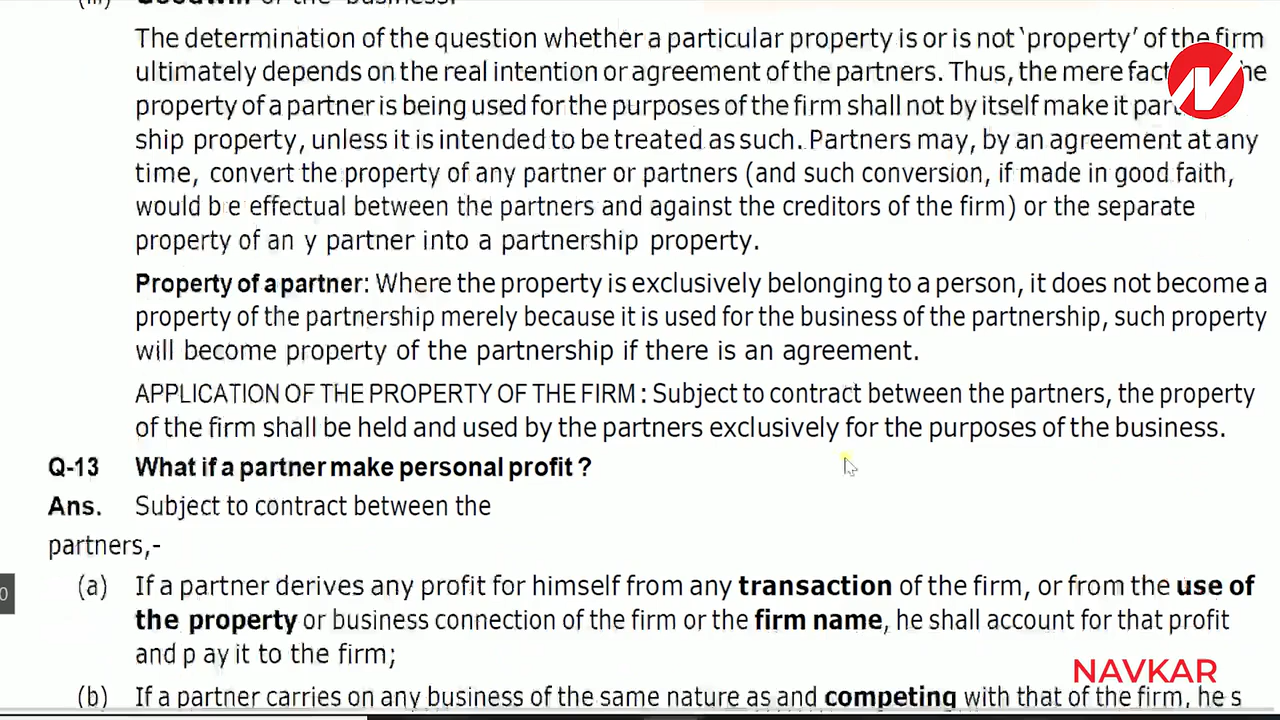 Goodwill of the business.
The determination of the question whether a particular property is or is not 'property' of the firm
ultimately depends on the real intention or agreement of the partners. Thus, the mere fact he
property of a partner is being used for the purposes of the firm shall not by itself make it part
ship property, unless it is intended to be treated as such. Partners may, by an agreement at any
time, convert the property of any partner or partners (and such conversion, if made in good faith,
would b e effectual between the partners and against the creditors of the firm) or the separate
property of an y partner into a partnership property.
Property of a partner: Where the property is exclusively belonging to a person, it does not become a
property of the partnership merely because it is used for the business of the partnership, such property
will become property of the partnership if there is an agreement.
APPLICATION OF THE PROPERTY OF THE FIRM : Subject to contract between the partners, the property
of the firm shall be held and used by the partners exclusively for the purposes of the business.
Q-13 What if a partner make personal profit ?
Ans. Subject to contract between the
partners,-
(a) If a partner derives any profit for himself from any transaction of the firm, or from the use of
the property or business connection of the firm or the firm name, he shall account for that profit
and p ay it to the firm;
NAVKAR
(b) If a partner carries on any business of the same nature as and competing with that of the firm, he s